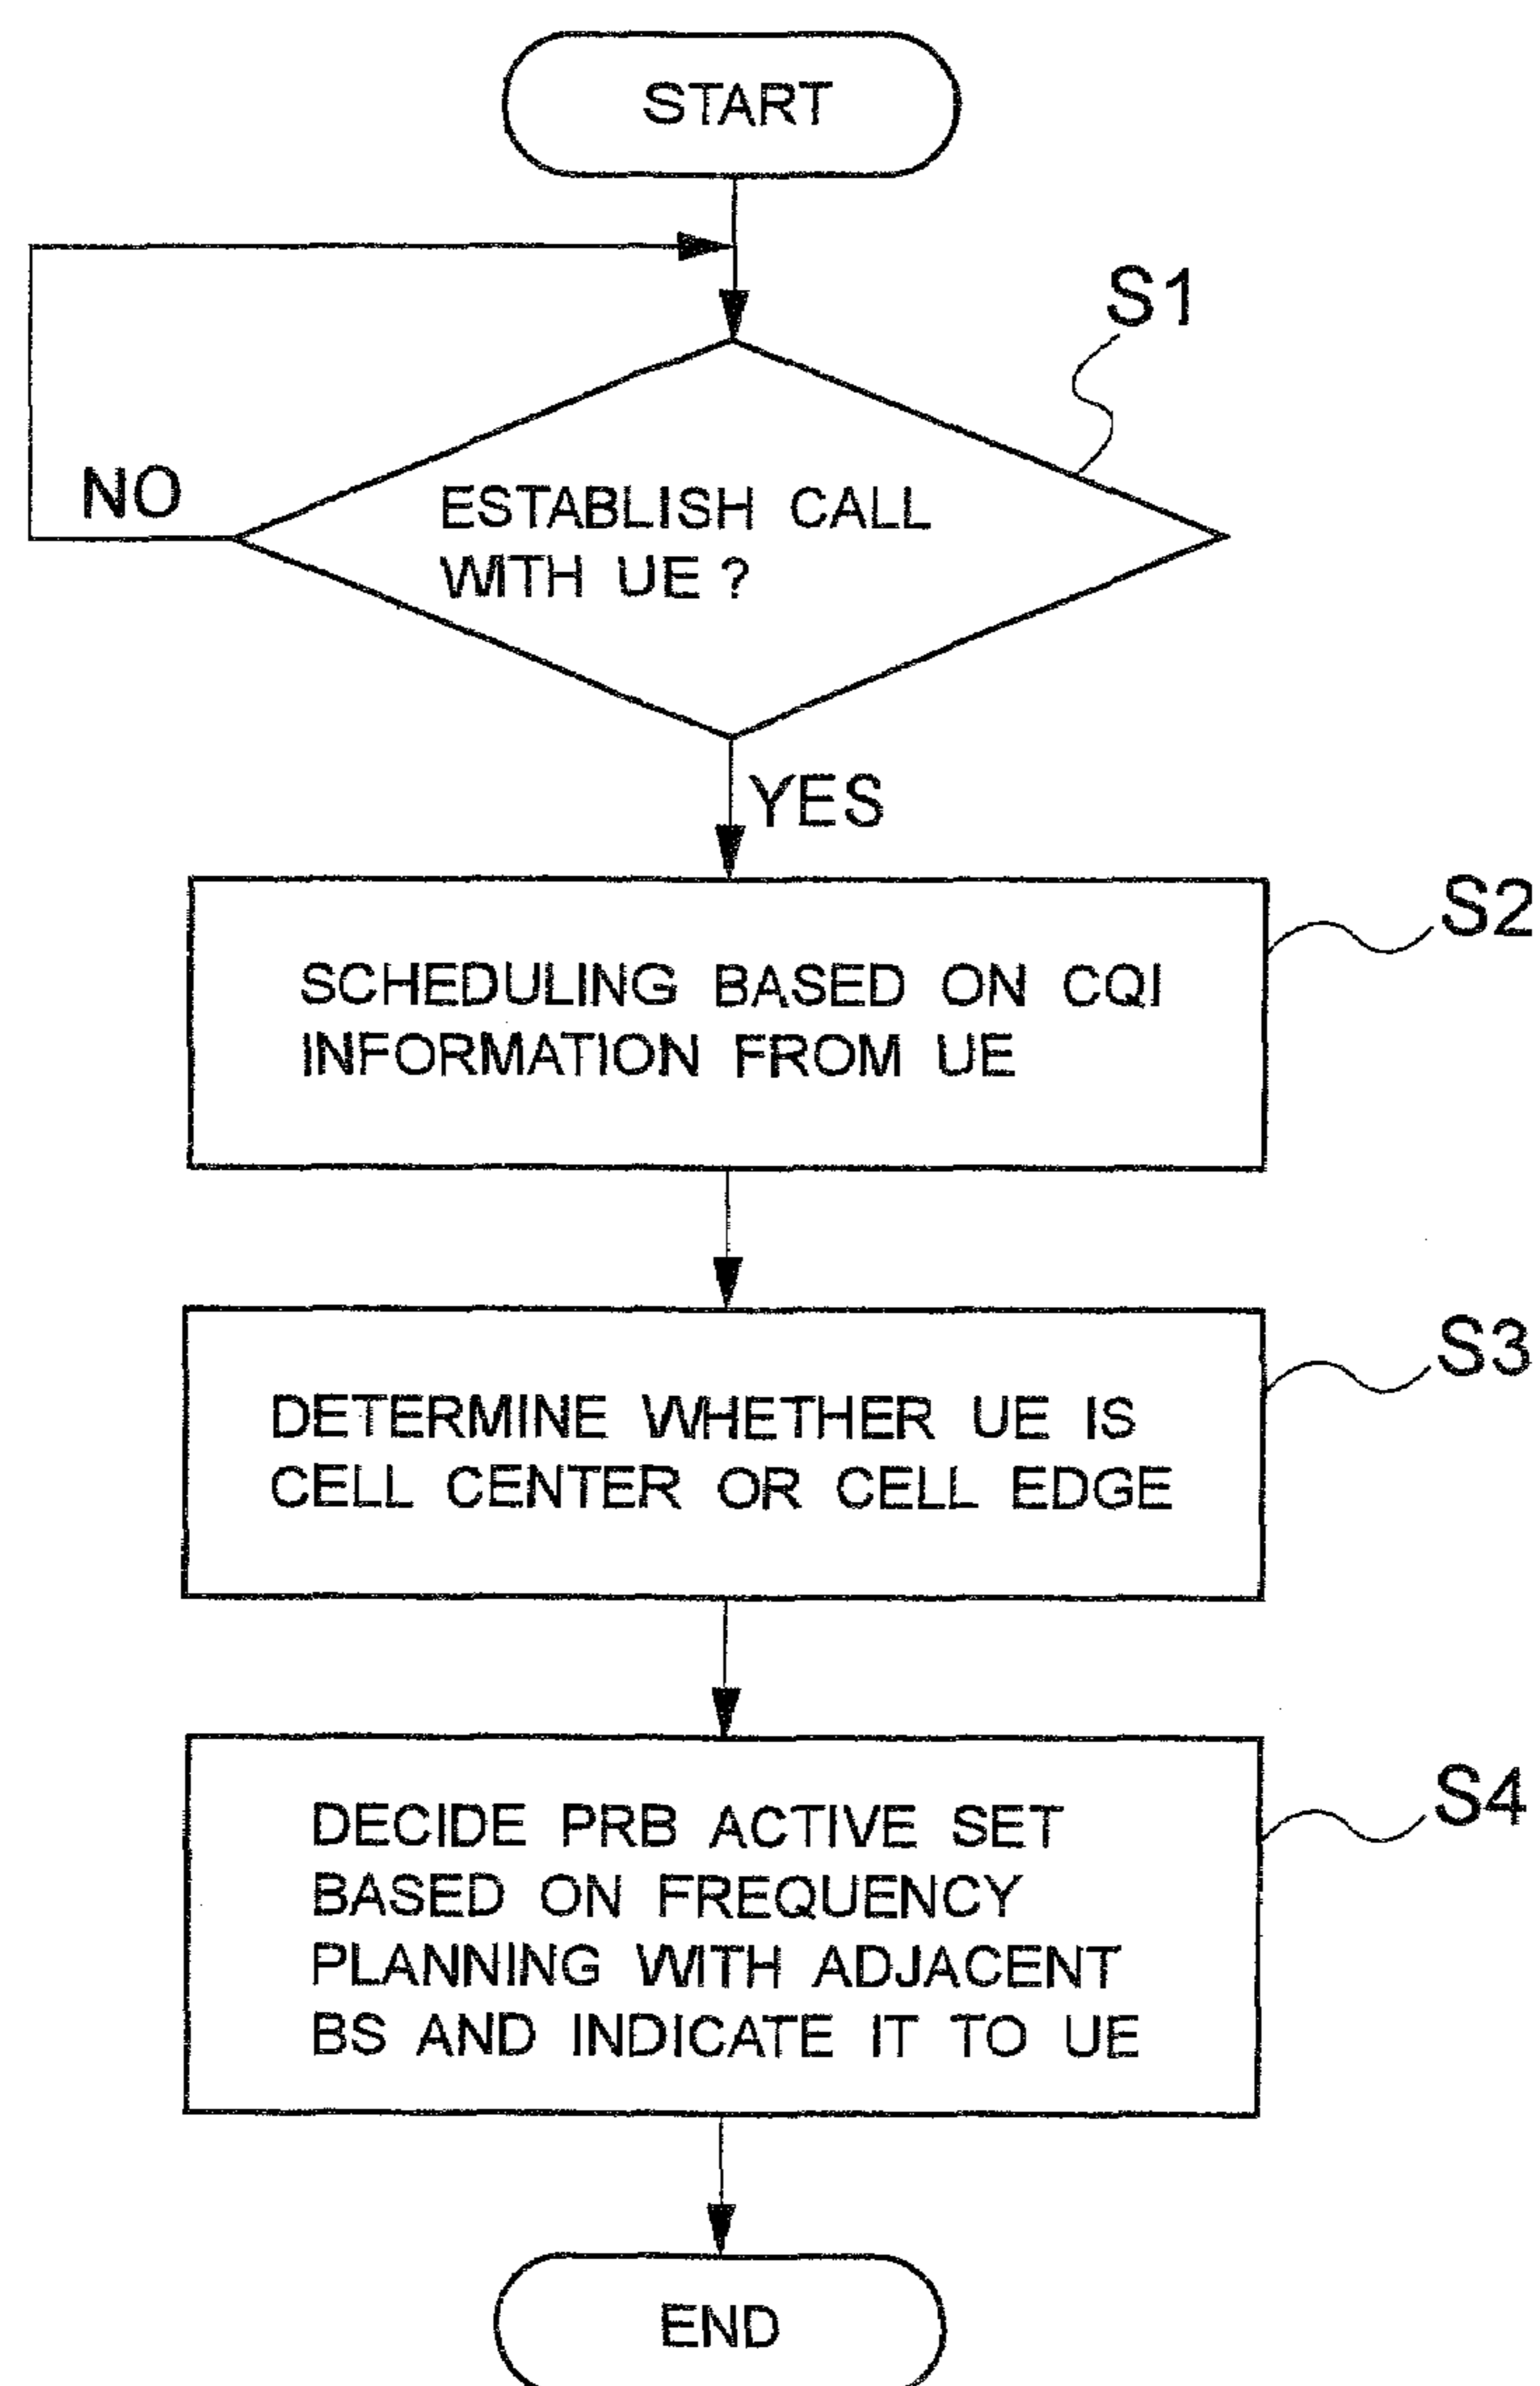 START
S1
NO
ESTABLISH CALL
WITH UE ?
YES
S2
SCHEDULING BASED ON CQI
INFORMATION FROM UE
S3
DETERMINE WHETHER UE IS
CELL CENTER OR CELL EDGE
S4
DECIDE PRB ACTIVE SET
BASED ON FREQUENCY
PLANNING WITH ADJACENT
BS AND INDICATE IT TO UE
END